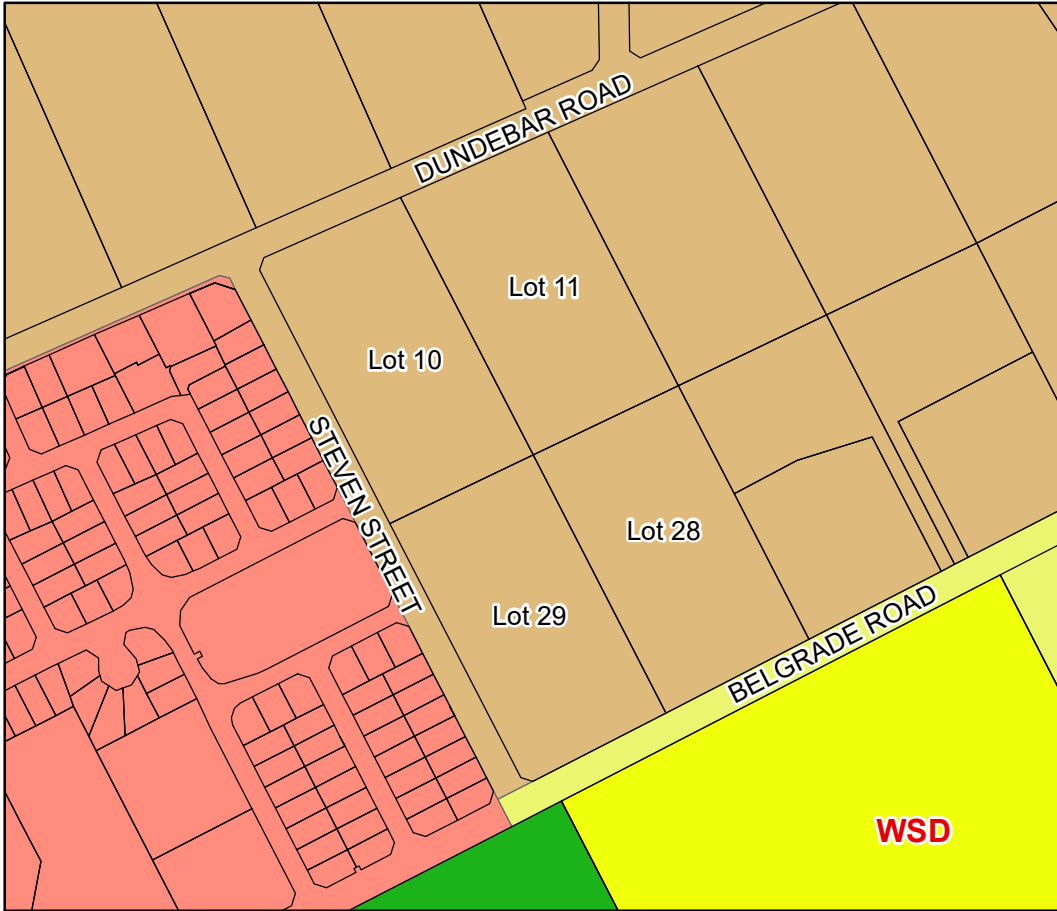 DUNDEBAR ROAD
Lot 11
Lot 10
STEVEN STREET
Lot 28
Lot 29
BELGRADE ROAD
WSD